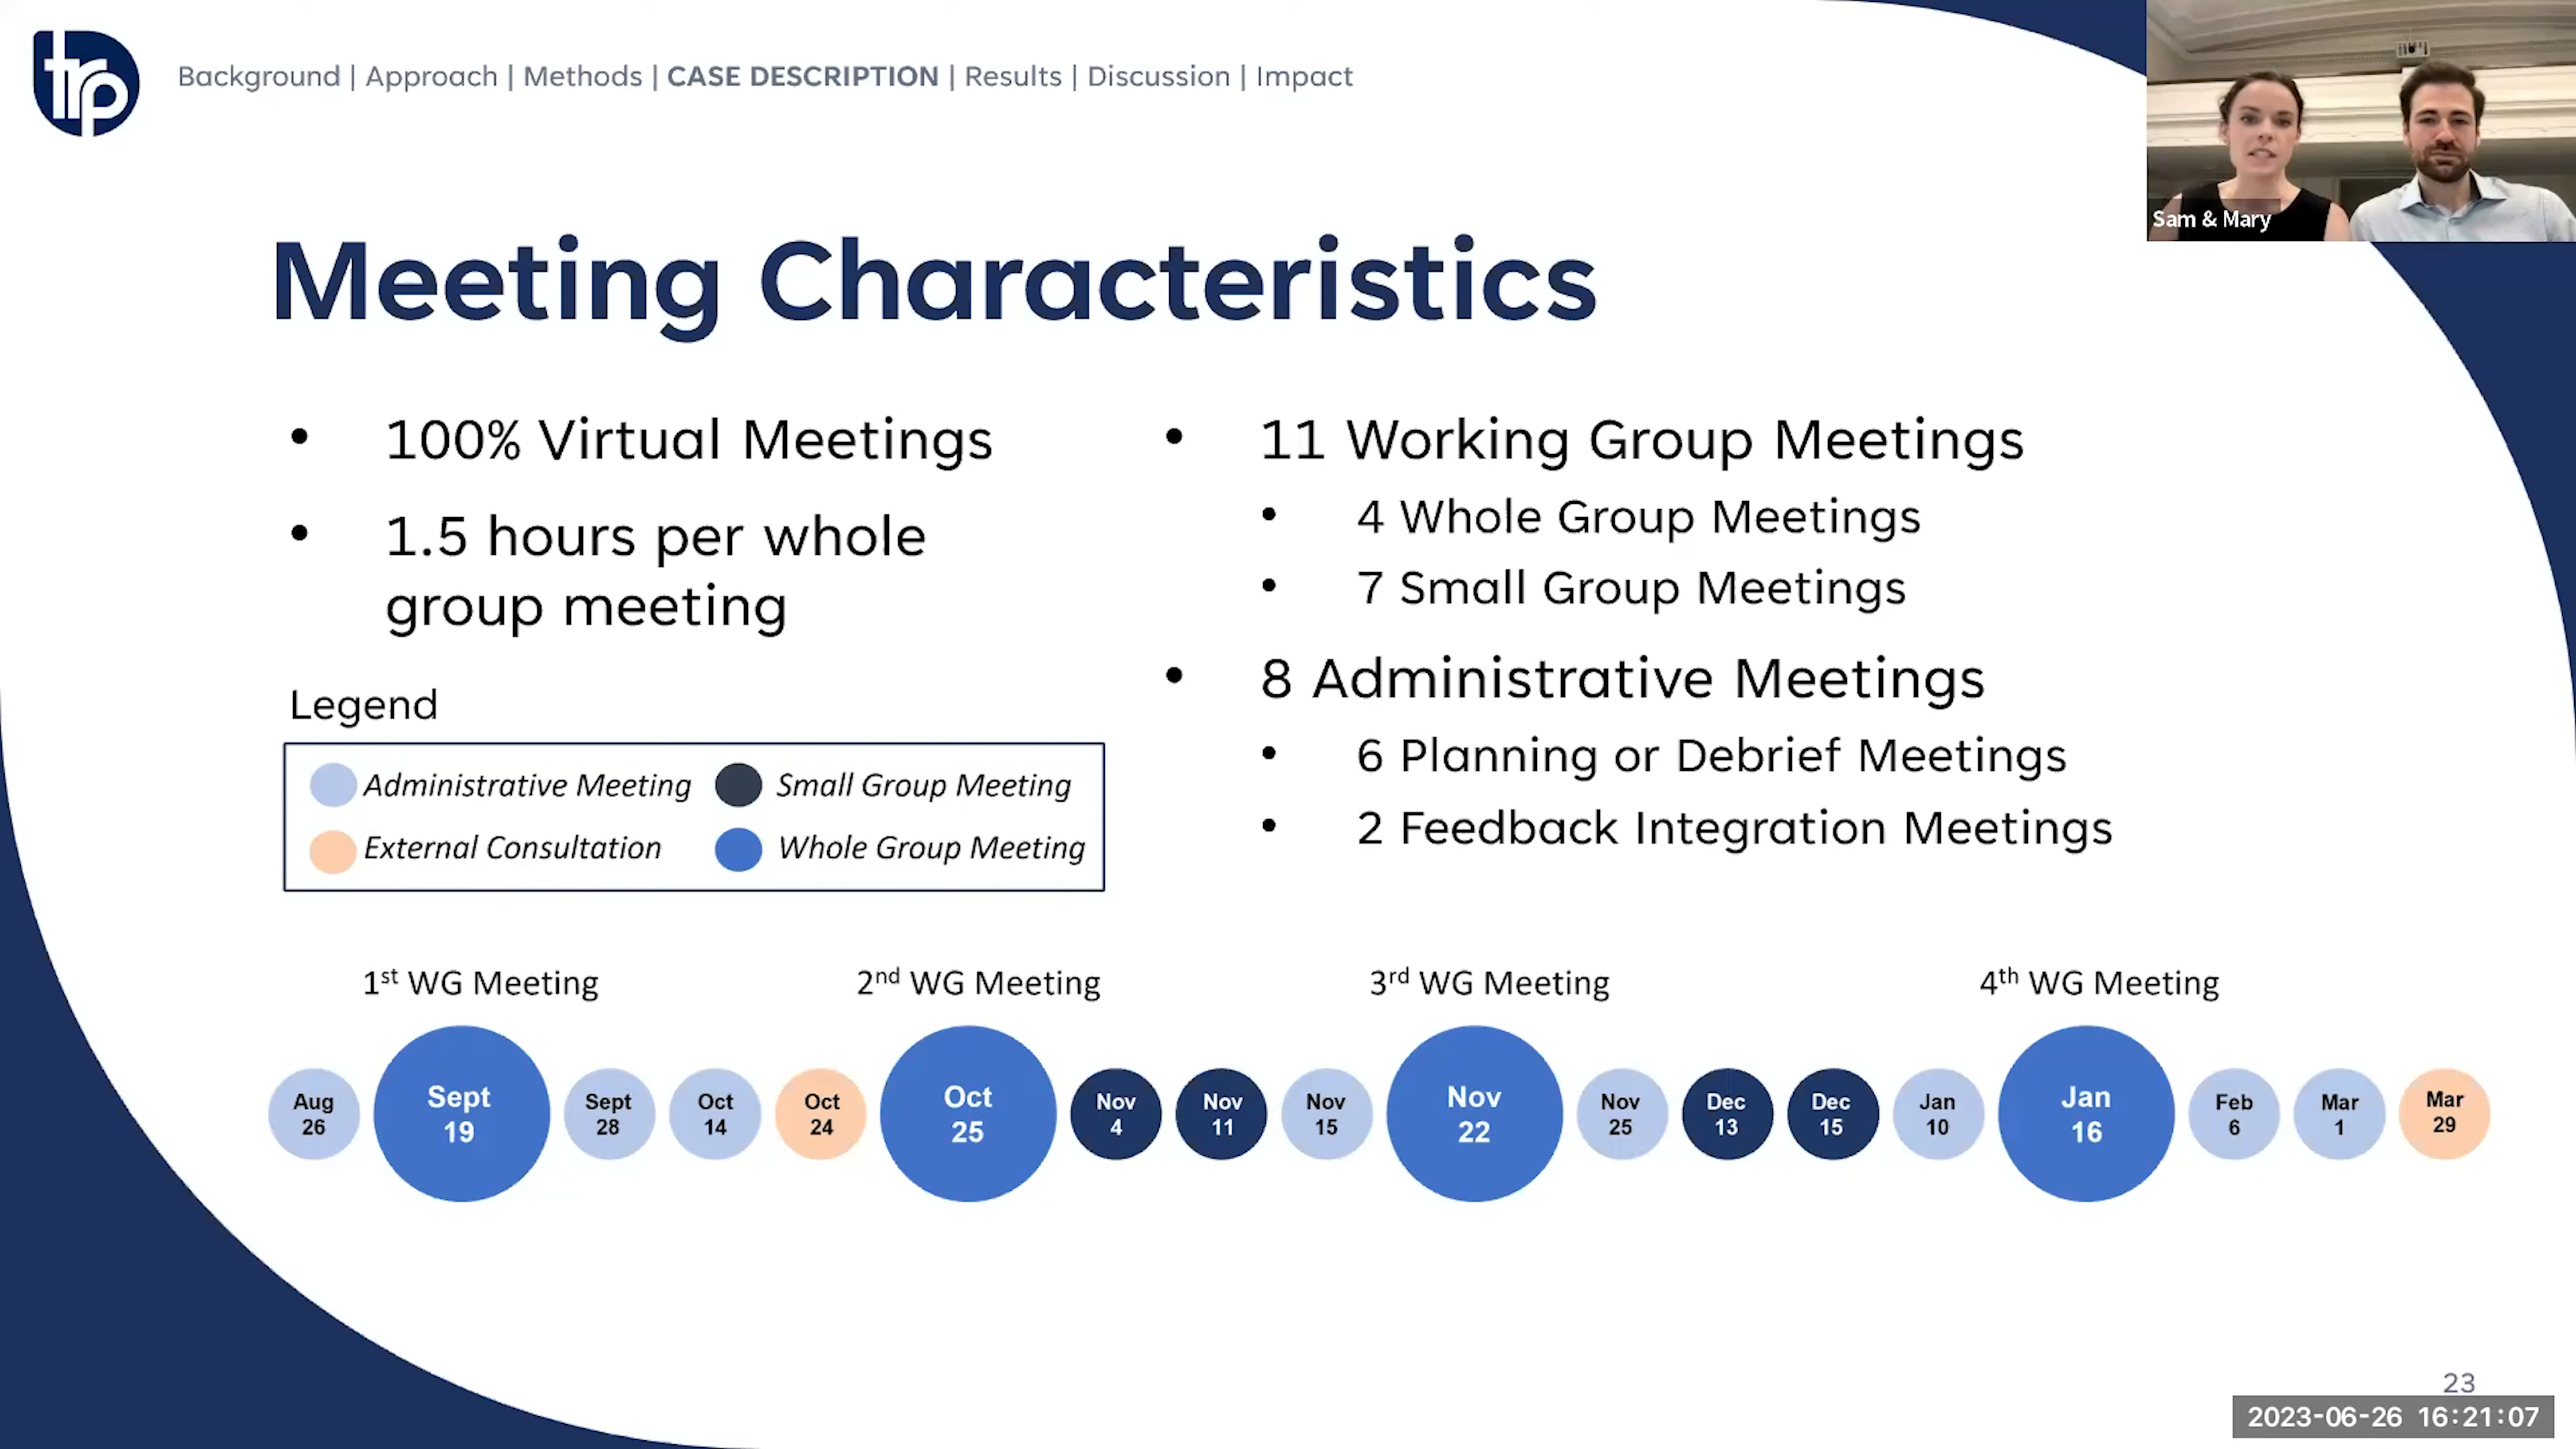 trp
Background | Approach | Methods | CASE DESCRIPTION | Results | Discussion | Impact
Sam & Mary
Meeting Characteristics
• 100% Virtual Meetings
• 1.5 hours per whole
group meeting
• 11 Working Group Meetings
• 4 Whole Group Meetings
• 7 Small Group Meetings
• 8 Administrative Meetings
• 6 Planning or Debrief Meetings
• 2 Feedback Integration Meetings
Legend
Administrative Meeting
Small Group Meeting
External Consultation
Whole Group Meeting
1st WG Meeting
2nd WG Meeting
3rd WG Meeting
4th WG Meeting
Aug
26
Sept
19
Sept
28
Oct
14
Oct
24
Oct
25
Nov
4
Nov
11
Nov
15
Nov
22
Nov
25
Dec
13
Dec
15
Jan
10
Jan
16
Feb
6
Mar
1
Mar
29
23
2023-06-26 16:21:07